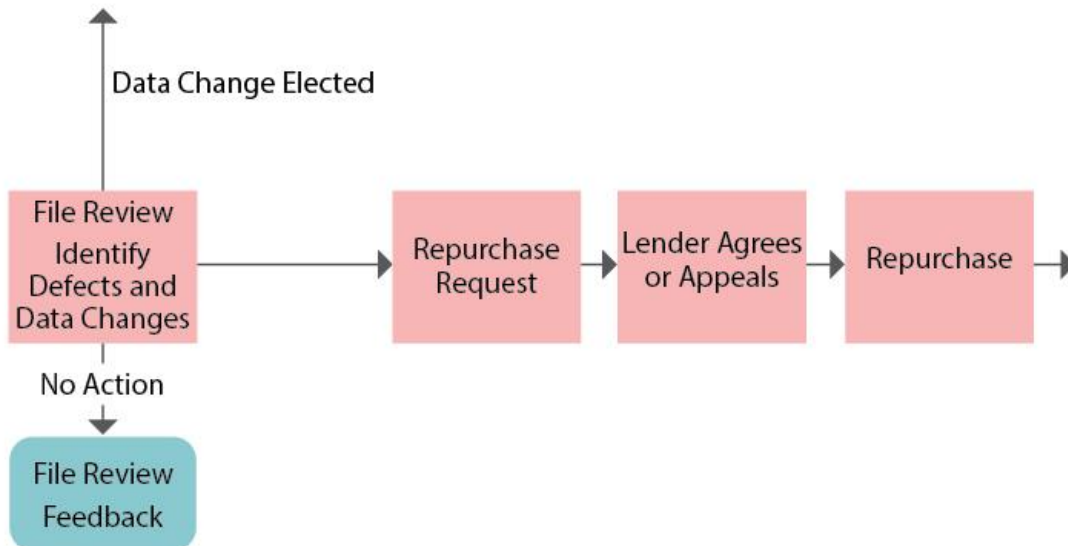 Data Change Elected
File Review
Identify
Defects and
Data Changes
Repurchase
Request
Lender Agrees
or Appeals
Repurchase
No Action
File Review
Feedback